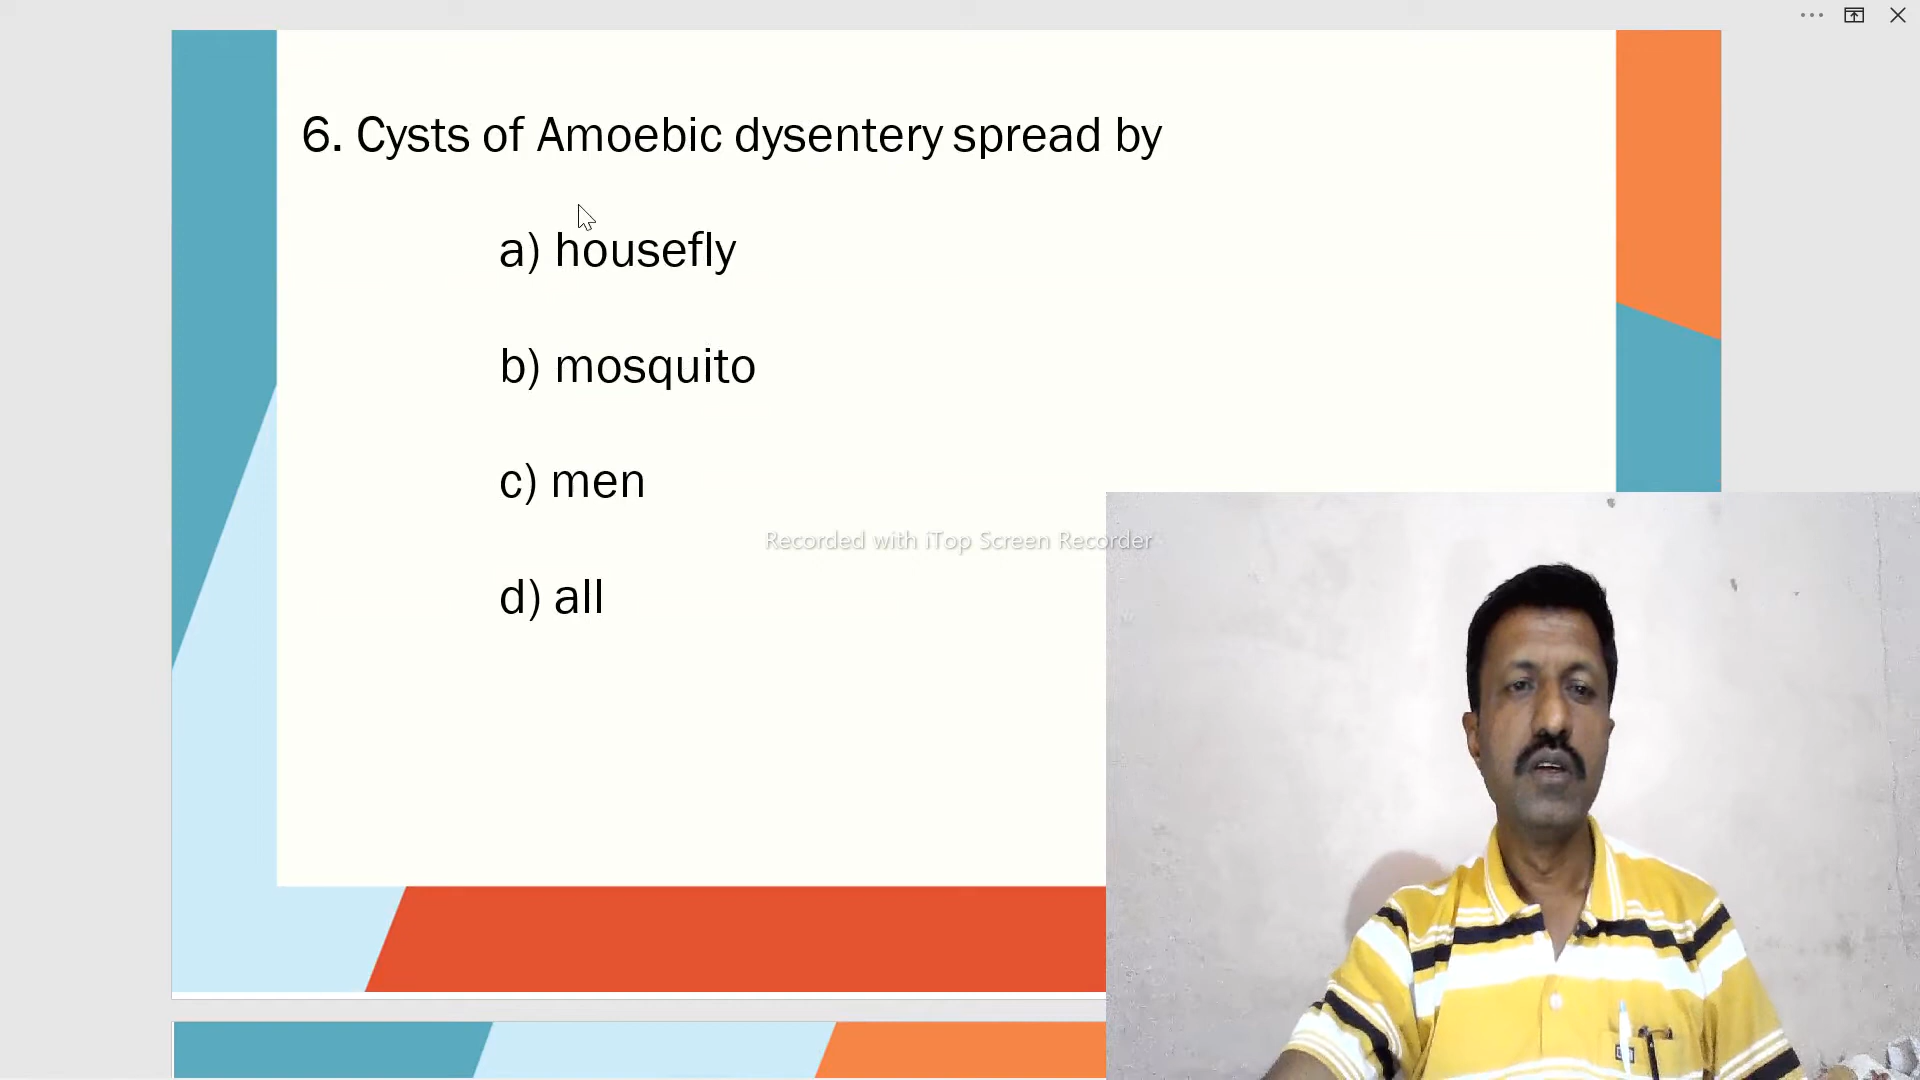 6. Cysts of Amoebic dysentery spread by
a) housefly
b) mosquito
c) men
Recorded with iTop Screen Recorder
d) all